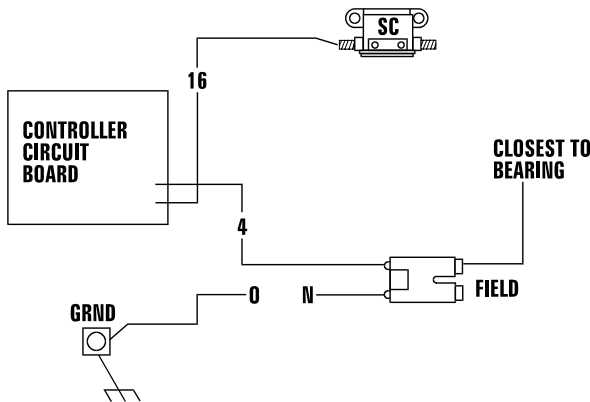 SC
16
CONTROLLER
CIRCUIT
BOARD
CLOSEST TO
BEARING
4
0
N
FIELD
GRND